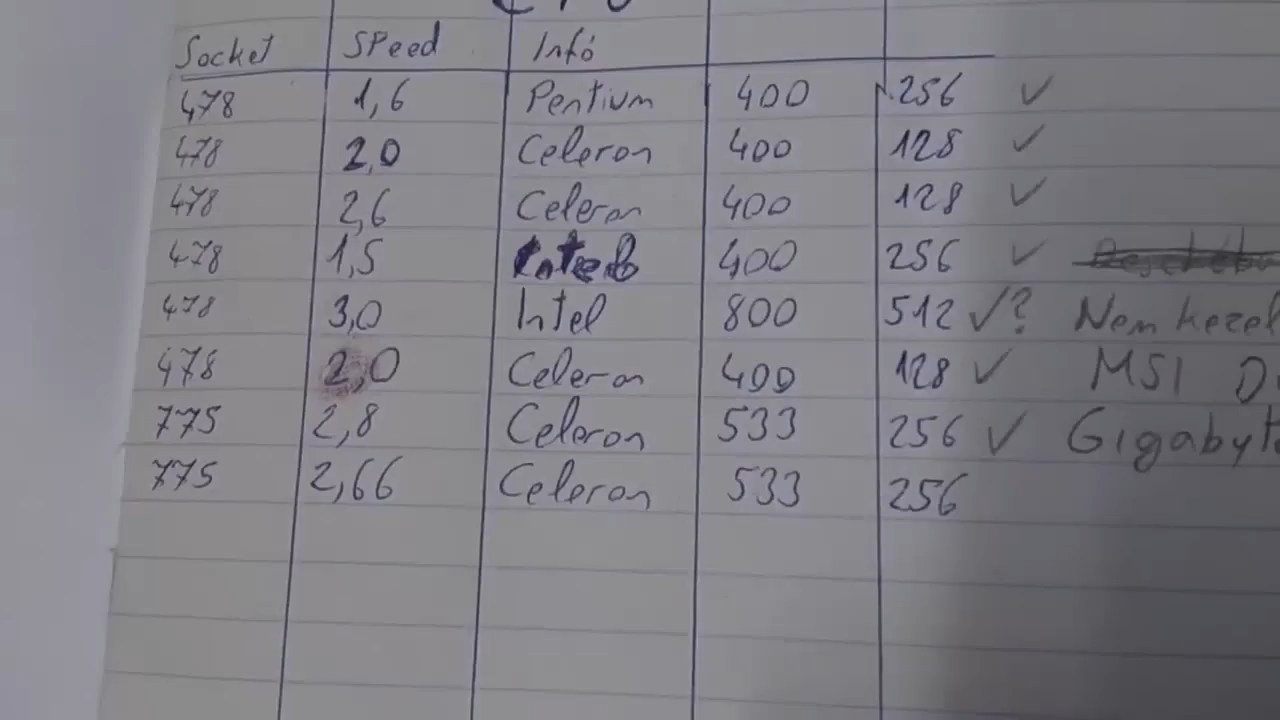 Socket SPeed Infó
478 1,6 Pentium 400 256 ✓
478 2,0 Celeron 400 128 ✓
478 2,6 Celeron 400 128 ✓
478 1,5 400 256 ✓
478 3,0 Intel 800 512 ✓? Nem kezel
478 2,0 Celeron 400 128 ✓ MSI
775 2,8 Celeron 533 256 ✓ Gigabyt
775 2,66 Celeron 533 256